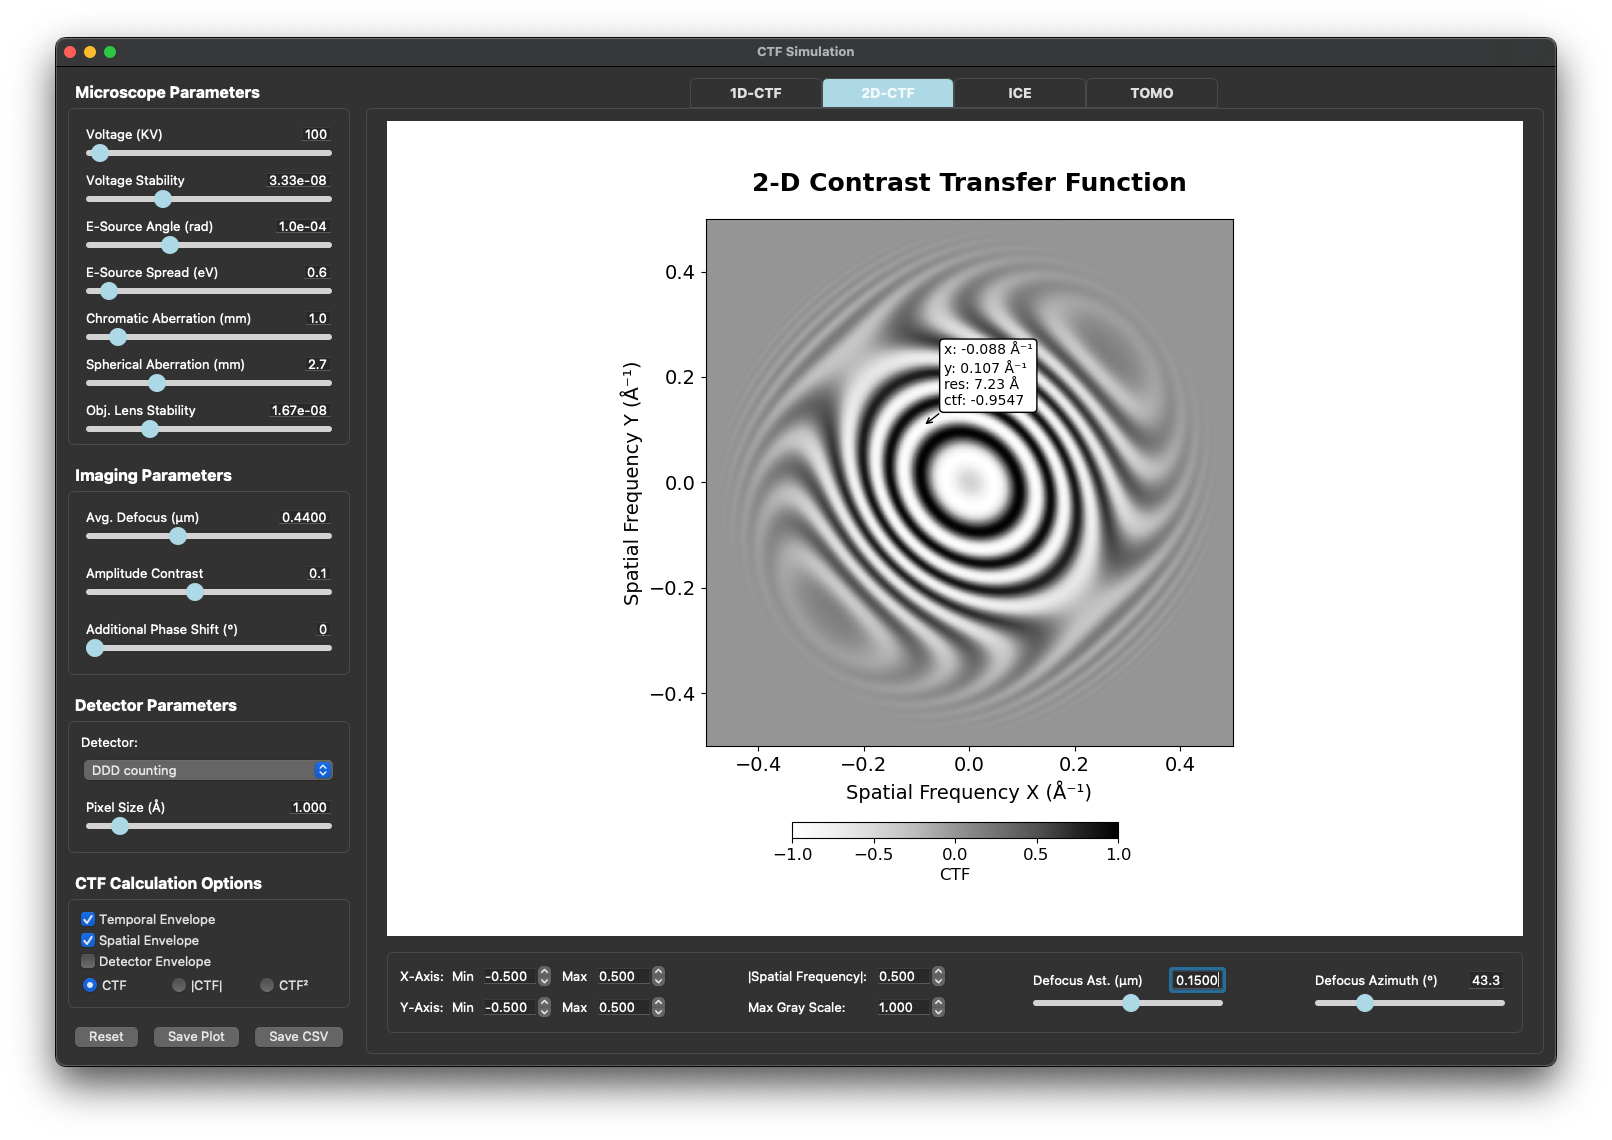 CTF Simulation
Microscope Parameters
Voltage (KV) 100
Voltage Stability 3.33e-08
E-Source Angle (rad) 1.0e-04
E-Source Spread (eV) 0.6
Chromatic Aberration (mm) 1.0
Spherical Aberration (mm) 2.7
Obj. Lens Stability 1.67e-08
Imaging Parameters
Avg. Defocus (µm) 0.4400
Amplitude Contrast 0.1
Additional Phase Shift (°) 0
Detector Parameters
Detector:
DDD counting
Pixel Size (Å) 1.000
CTF Calculation Options
Temporal Envelope
Spatial Envelope
Detector Envelope
CTF |CTF| CTF²
Reset Save Plot Save CSV
1D-CTF 2D-CTF ICE TOMO
2-D Contrast Transfer Function
0.4
0.2
0.0
−0.2
−0.4
Spatial Frequency Y (Å⁻¹)
x: -0.088 Å⁻¹
y: 0.107 Å⁻¹
res: 7.23 Å
ctf: -0.9547
−0.4 −0.2 0.0 0.2 0.4
Spatial Frequency X (Å⁻¹)
−1.0 −0.5 0.0 0.5 1.0
CTF
X-Axis: Min -0.500 Max 0.500 |Spatial Frequency|: 0.500 Defocus Ast. (µm) 0.1500 Defocus Azimuth (°) 43.3
Y-Axis: Min -0.500 Max 0.500 Max Gray Scale: 1.000